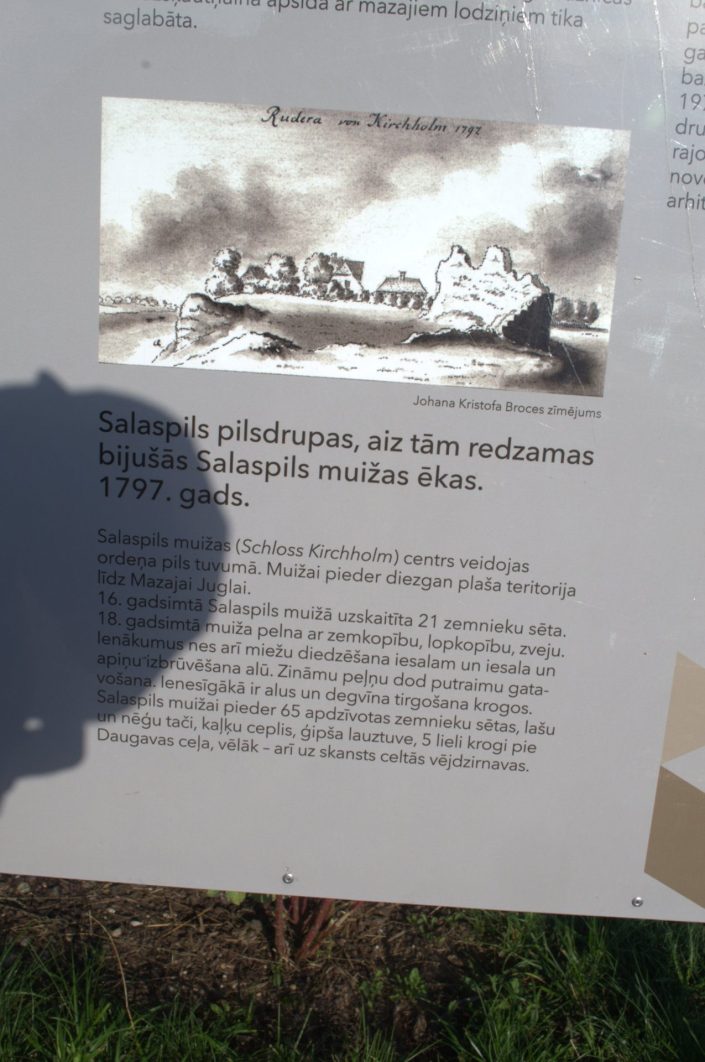 apsīda ar mazajiem lodziņiem tika
saglabāta.
Rudera von Kirchholm 1797
Johana Kristofa Broces zīmējums
Salaspils pilsdrupas, aiz tām redzamas
bijušās Salaspils muižas ēkas.
1797. gads.
Salaspils muižas (Schloss Kirchholm) centrs veidojas
ordeņa pils tuvumā. Muižai pieder diezgan plaša teritorija
līdz Mazajai Juglai.
16. gadsimtā Salaspils muižā uzskaitīta 21 zemnieku sēta.
18. gadsimtā muiža pelna ar zemkopību, lopkopību, zveju.
Ienākumus nes arī miežu diedzēšana iesalam un iesala un
apiņu izbrūvēšana alū. Zināmu peļņu dod putraimu gata-
vošana. Ienesīgākā ir alus un degvīna tirgošana krogos.
Salaspils muižai pieder 65 apdzīvotas zemnieku sētas, lašu
un nēģu tači, kaļķu ceplis, ģipša lauztuve, 5 lieli krogi pie
Daugavas ceļa, vēlāk – arī uz skansts celtās vējdzirnavas.